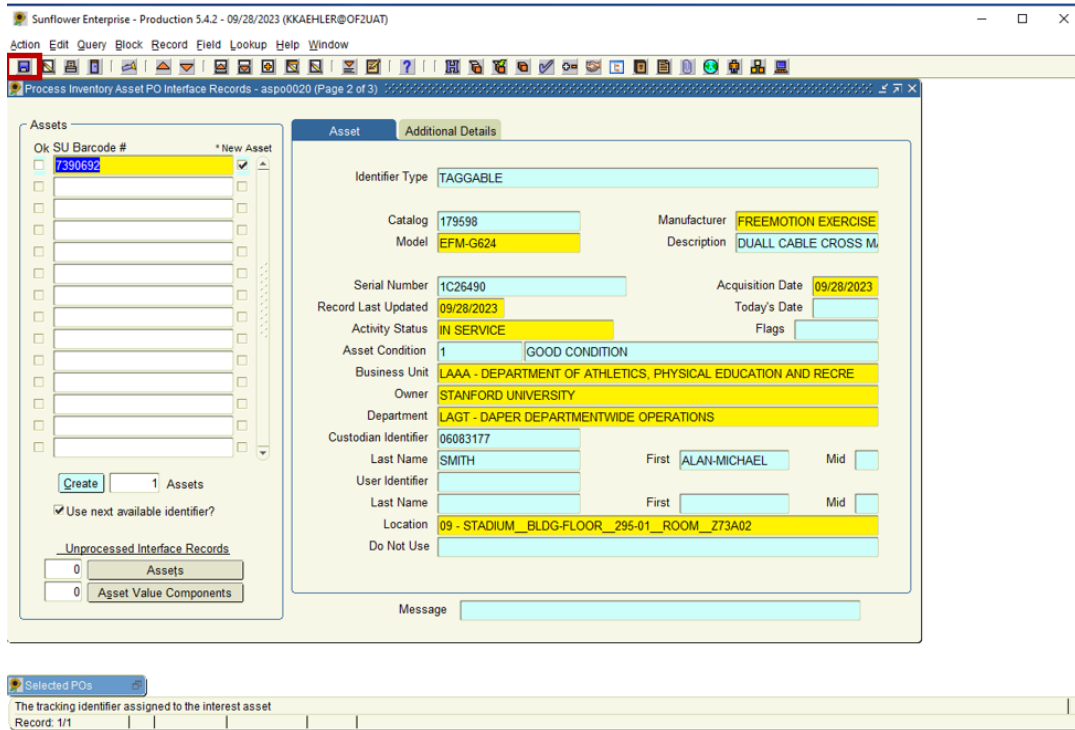 Sunflower Enterprise - Production 5.4.2 - 09/28/2023 (KKAEHLER@OF2UAT)
Action Edit Query Block Record Field Lookup Help Window
Process Inventory Asset PO Interface Records - aspo0020 (Page 2 of 3)
Assets
Ok SU Barcode # * New Asset
7390692
Create 1 Assets
Use next available identifier?
Unprocessed Interface Records
0 Assets
0 Asset Value Components
Asset Additional Details
Identifier Type TAGGABLE
Catalog 179598 Manufacturer FREEMOTION EXERCISE
Model EFM-G624 Description DUALL CABLE CROSS MA
Serial Number 1C26490 Acquisition Date 09/28/2023
Record Last Updated 09/28/2023 Today's Date
Activity Status IN SERVICE Flags
Asset Condition 1 GOOD CONDITION
Business Unit LAAA - DEPARTMENT OF ATHLETICS, PHYSICAL EDUCATION AND RECRE
Owner STANFORD UNIVERSITY
Department LAGT - DAPER DEPARTMENTWIDE OPERATIONS
Custodian Identifier 06083177
Last Name SMITH First ALAN-MICHAEL Mid
User Identifier
Last Name First Mid
Location 09 - STADIUM__BLDG-FLOOR__295-01__ROOM__Z73A02
Do Not Use
Message
Selected POs
The tracking identifier assigned to the interest asset
Record: 1/1